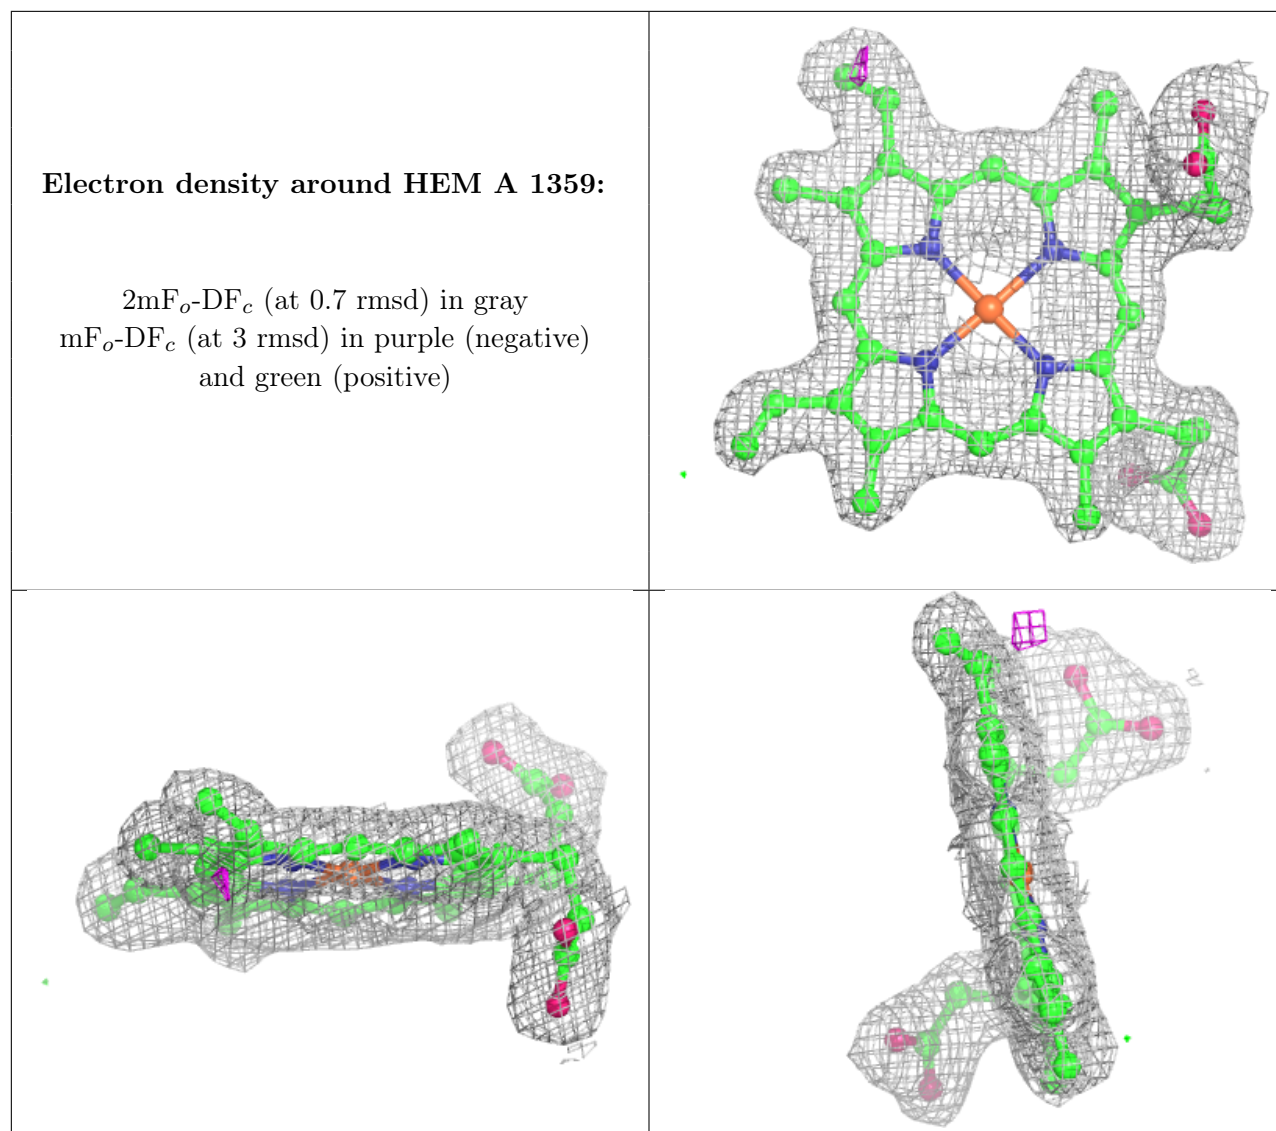 Electron density around HEM A 1359:
2mFo-DFc (at 0.7 rmsd) in gray
mFo-DFc (at 3 rmsd) in purple (negative)
and green (positive)